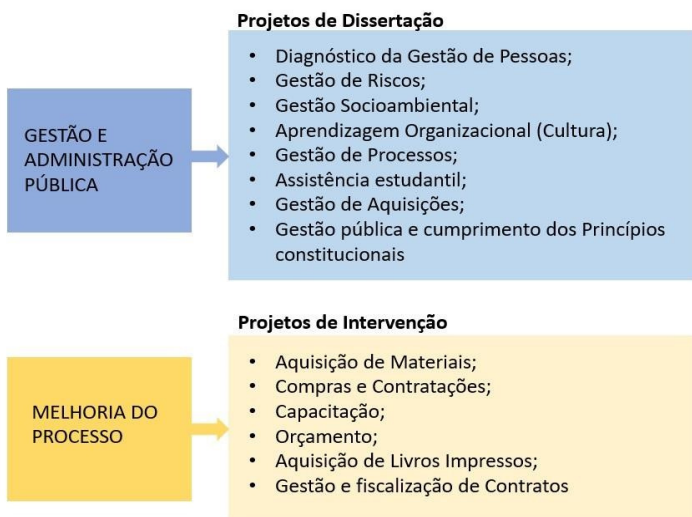 Projetos de Dissertação
GESTÃO E
ADMINISTRAÇÃO
PÚBLICA
• Diagnóstico da Gestão de Pessoas;
• Gestão de Riscos;
• Gestão Socioambiental;
• Aprendizagem Organizacional (Cultura);
• Gestão de Processos;
• Assistência estudantil;
• Gestão de Aquisições;
• Gestão pública e cumprimento dos Princípios
constitucionais
Projetos de Intervenção
MELHORIA DO
PROCESSO
• Aquisição de Materiais;
• Compras e Contratações;
• Capacitação;
• Orçamento;
• Aquisição de Livros Impressos;
• Gestão e fiscalização de Contratos